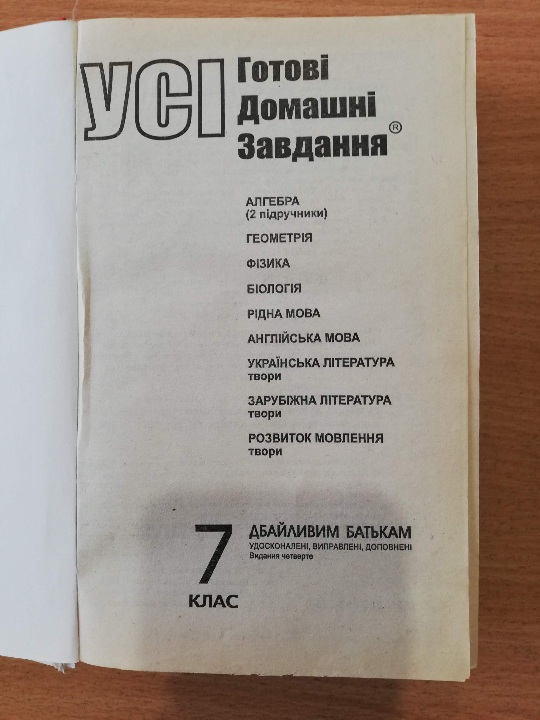 УСІ
Готові
Домашні
Завдання®
АЛГЕБРА
(2 підручники)
ГЕОМЕТРІЯ
ФІЗИКА
БІОЛОГІЯ
РІДНА МОВА
АНГЛІЙСЬКА МОВА
УКРАЇНСЬКА ЛІТЕРАТУРА
твори
ЗАРУБІЖНА ЛІТЕРАТУРА
твори
РОЗВИТОК МОВЛЕННЯ
твори
7
КЛАС
ДБАЙЛИВИМ БАТЬКАМ
УДОСКОНАЛЕНІ, ВИПРАВЛЕНІ, ДОПОВНЕНІ
Видання четверте